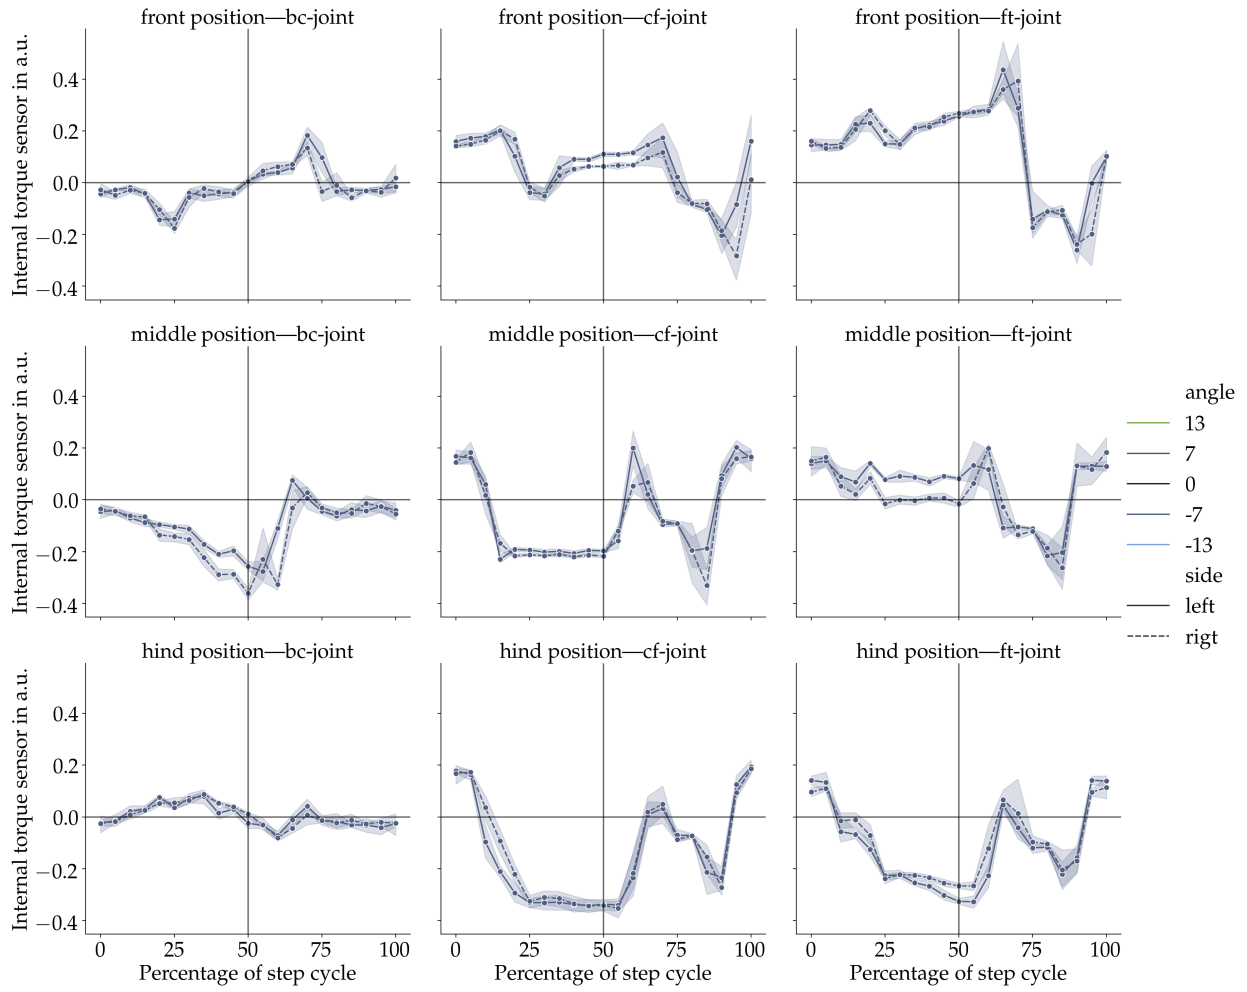 front position—bc-joint
front position—cf-joint
front position—ft-joint
Internal torque sensor in a.u.
0.4
0.2
0.0
−0.2
−0.4
middle position—bc-joint
middle position—cf-joint
middle position—ft-joint
Internal torque sensor in a.u.
0.4
0.2
0.0
−0.2
−0.4
angle
13
7
0
-7
-13
side
left
rigt
hind position—bc-joint
hind position—cf-joint
hind position—ft-joint
Internal torque sensor in a.u.
0.4
0.2
0.0
−0.2
−0.4
0 25 50 75 100
0 25 50 75 100
0 25 50 75 100
Percentage of step cycle
Percentage of step cycle
Percentage of step cycle